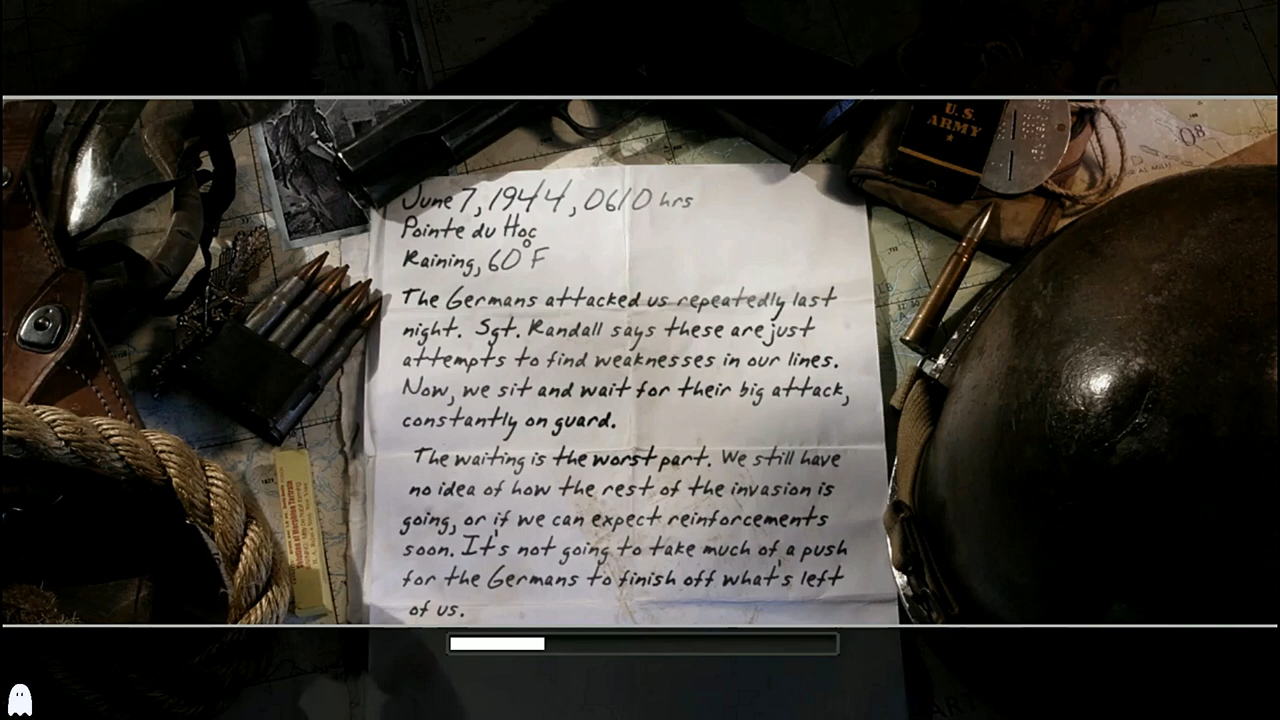 U.S.
ARMY
June 7, 1944, 0610 hrs
Pointe du Hoc
Raining, 60°F
The Germans attacked us repeatedly last
night. Sgt. Randall says these are just
attempts to find weaknesses in our lines.
Now, we sit and wait for their big attack,
constantly on guard.
The waiting is the worst part. We still have
no idea of how the rest of the invasion is
going, or if we can expect reinforcements
soon. It's not going to take much of a push
for the Germans to finish off what's left
of us.